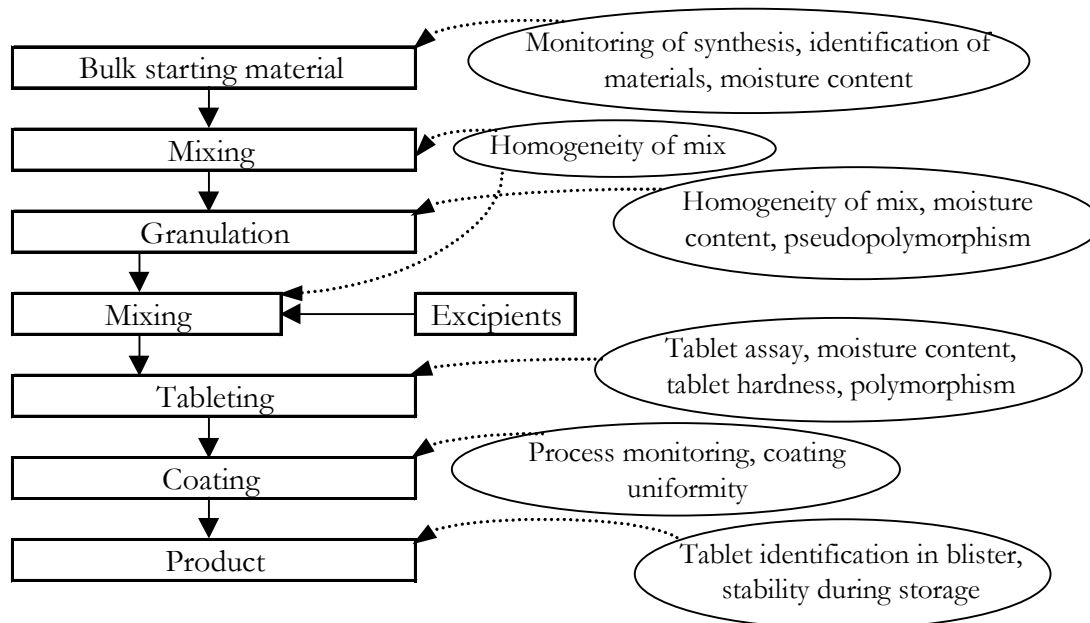 Monitoring of synthesis, identification of
materials, moisture content
Bulk starting material
Mixing
Homogeneity of mix
Granulation
Homogeneity of mix, moisture
content, pseudopolymorphism
Mixing
Excipients
Tablet assay, moisture content,
tablet hardness, polymorphism
Tableting
Process monitoring, coating
uniformity
Coating
Product
Tablet identification in blister,
stability during storage